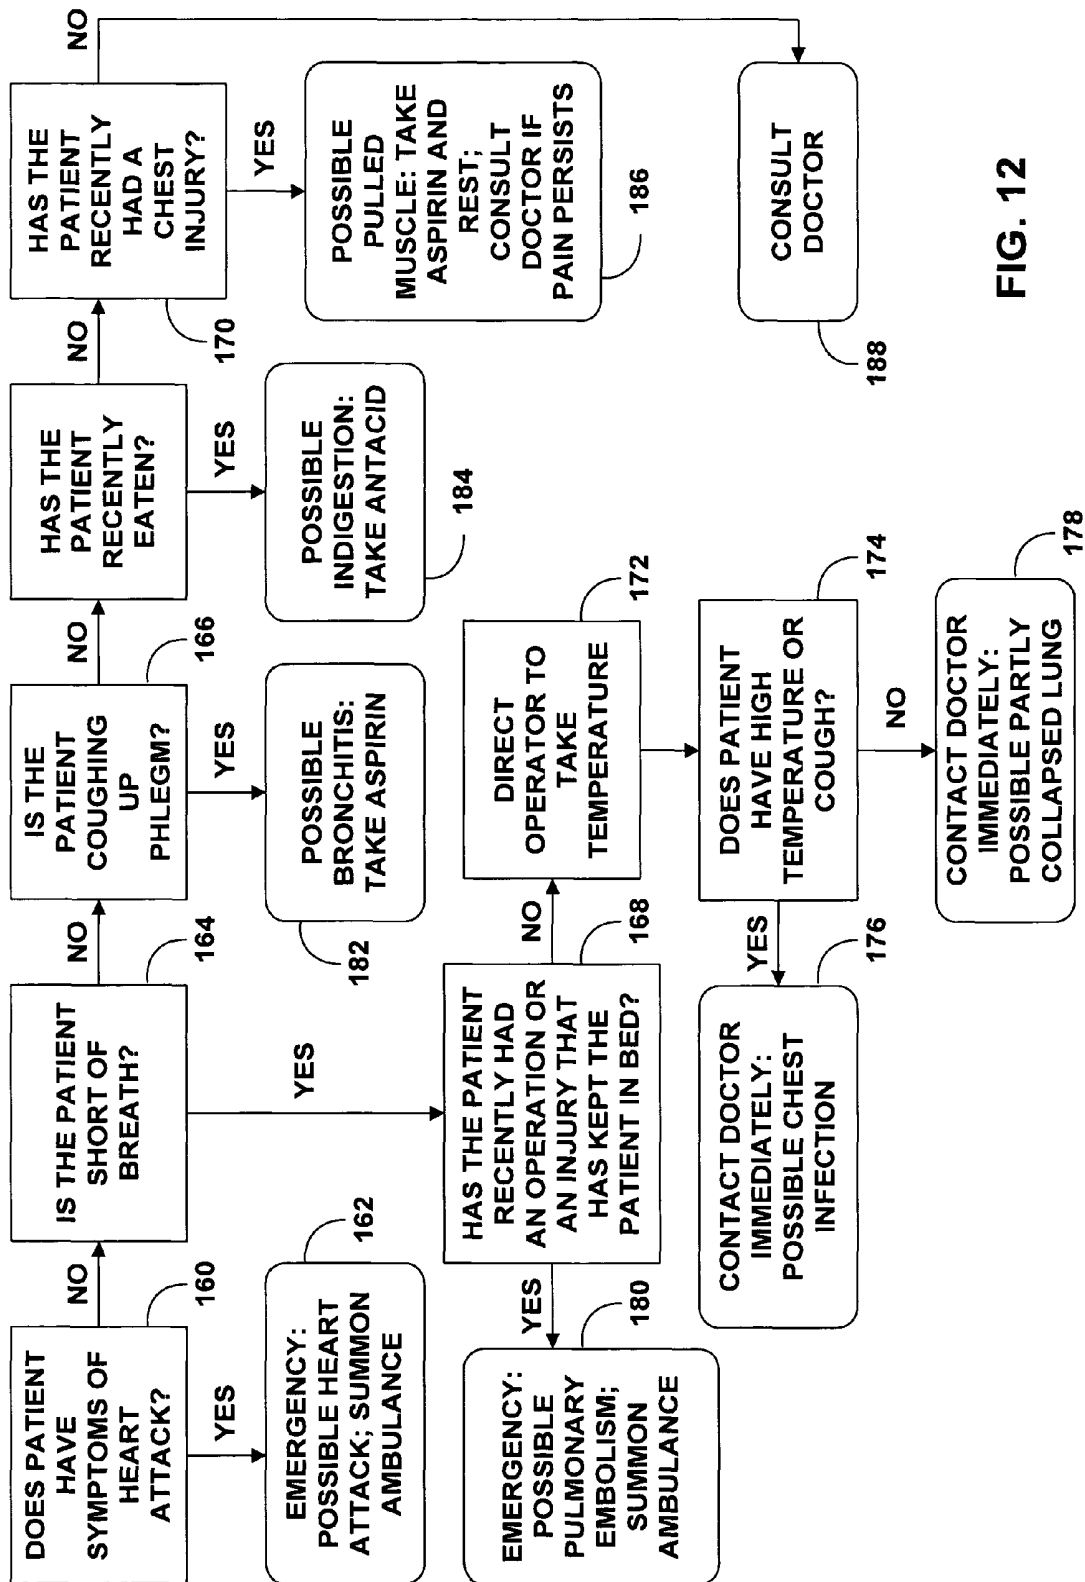 DOES PATIENT
HAVE
SYMPTOMS OF
HEART
ATTACK?
160
NO
YES
EMERGENCY:
POSSIBLE HEART
ATTACK; SUMMON
AMBULANCE
162
IS THE PATIENT
SHORT OF
BREATH?
164
NO
YES
IS THE
PATIENT
COUGHING
UP
PHLEGM?
166
NO
YES
POSSIBLE
BRONCHITIS:
TAKE ASPIRIN
182
HAS THE
PATIENT
RECENTLY
EATEN?
NO
YES
POSSIBLE
INDIGESTION:
TAKE ANTACID
184
HAS THE
PATIENT
RECENTLY
HAD A
CHEST
INJURY?
170
NO
YES
POSSIBLE
PULLED
MUSCLE: TAKE
ASPIRIN AND
REST;
CONSULT
DOCTOR IF
PAIN PERSISTS
186
CONSULT
DOCTOR
188
HAS THE PATIENT
RECENTLY HAD
AN OPERATION OR
AN INJURY THAT
HAS KEPT THE
PATIENT IN BED?
168
YES
NO
EMERGENCY:
POSSIBLE
PULMONARY
EMBOLISM;
SUMMON
AMBULANCE
180
DIRECT
OPERATOR TO
TAKE
TEMPERATURE
172
DOES PATIENT
HAVE HIGH
TEMPERATURE OR
COUGH?
174
YES
NO
CONTACT DOCTOR
IMMEDIATELY:
POSSIBLE CHEST
INFECTION
176
CONTACT DOCTOR
IMMEDIATELY:
POSSIBLE PARTLY
COLLAPSED LUNG
178
FIG. 12